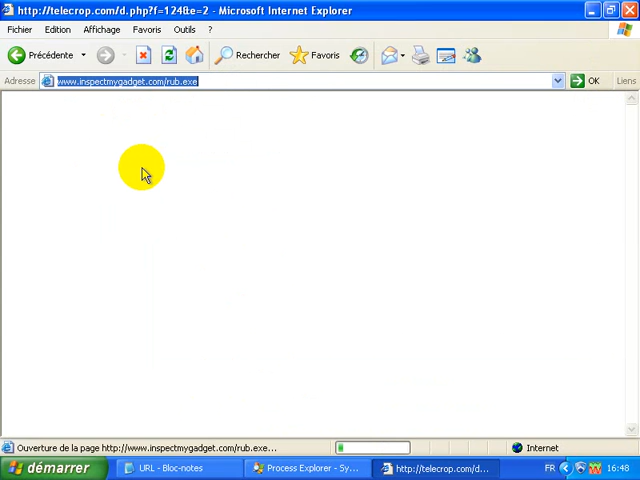 http://telecrop.com/d.php?f=124&e=2 - Microsoft Internet Explorer
Fichier Edition Affichage Favoris Outils ?
Précédente Rechercher Favoris
Adresse www.inspectmygadget.com/rub.exe OK Liens
Ouverture de la page http://www.inspectmygadget.com/rub.exe... Internet
démarrer URL - Bloc-notes Process Explorer - Sy... http://telecrop.com/d... FR 16:48